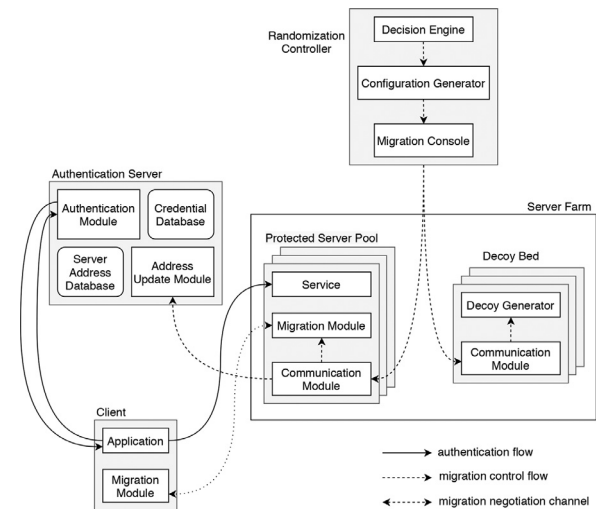 Randomization
Controller
Decision Engine
Configuration Generator
Migration Console
Authentication Server
Authentication
Module
Credential
Database
Server
Address
Database
Address
Update Module
Server Farm
Protected Server Pool
Service
Migration Module
Communication
Module
Decoy Bed
Decoy Generator
Communication
Module
Client
Application
Migration
Module
authentication flow
migration control flow
migration negotiation channel